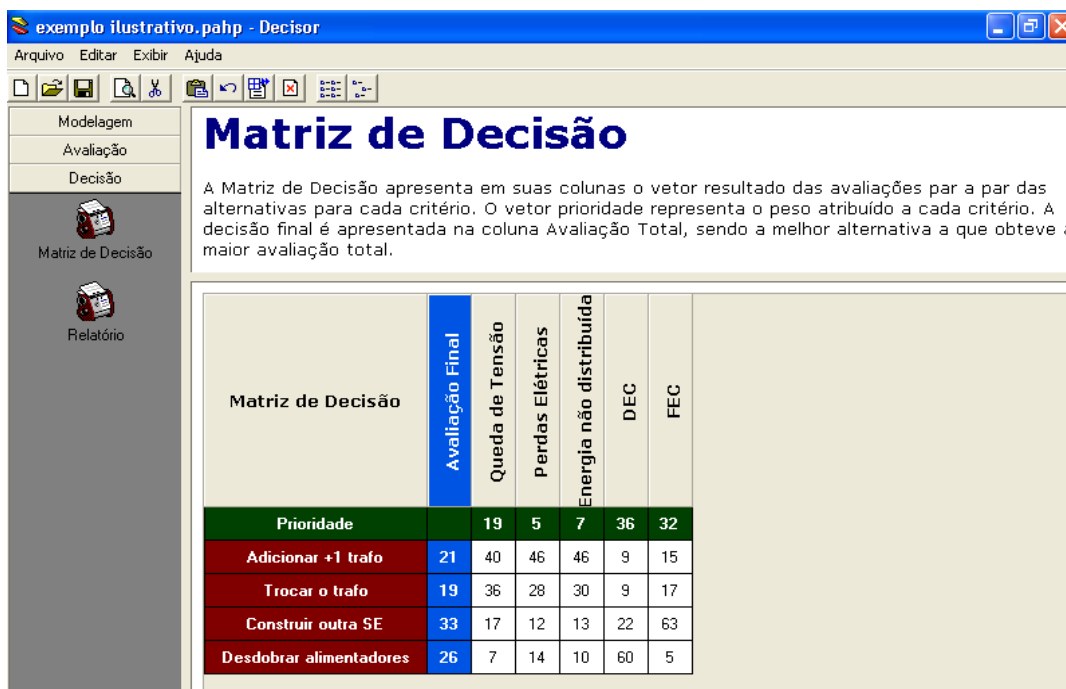 exemplo ilustrativo.pahp - Decisor
Arquivo Editar Exibir Ajuda
Modelagem
Avaliação
Decisão
Matriz de Decisão
Relatório
Matriz de Decisão
A Matriz de Decisão apresenta em suas colunas o vetor resultado das avaliações par a par das
alternativas para cada critério. O vetor prioridade representa o peso atribuído a cada critério. A
decisão final é apresentada na coluna Avaliação Total, sendo a melhor alternativa a que obteve a
maior avaliação total.
Matriz de Decisão Avaliação Final Queda de Tensão Perdas Elétricas Energia não distribuída DEC FEC
Prioridade 19 5 7 36 32
Adicionar +1 trafo 21 40 46 46 9 15
Trocar o trafo 19 36 28 30 9 17
Construir outra SE 33 17 12 13 22 63
Desdobrar alimentadores 26 7 14 10 60 5